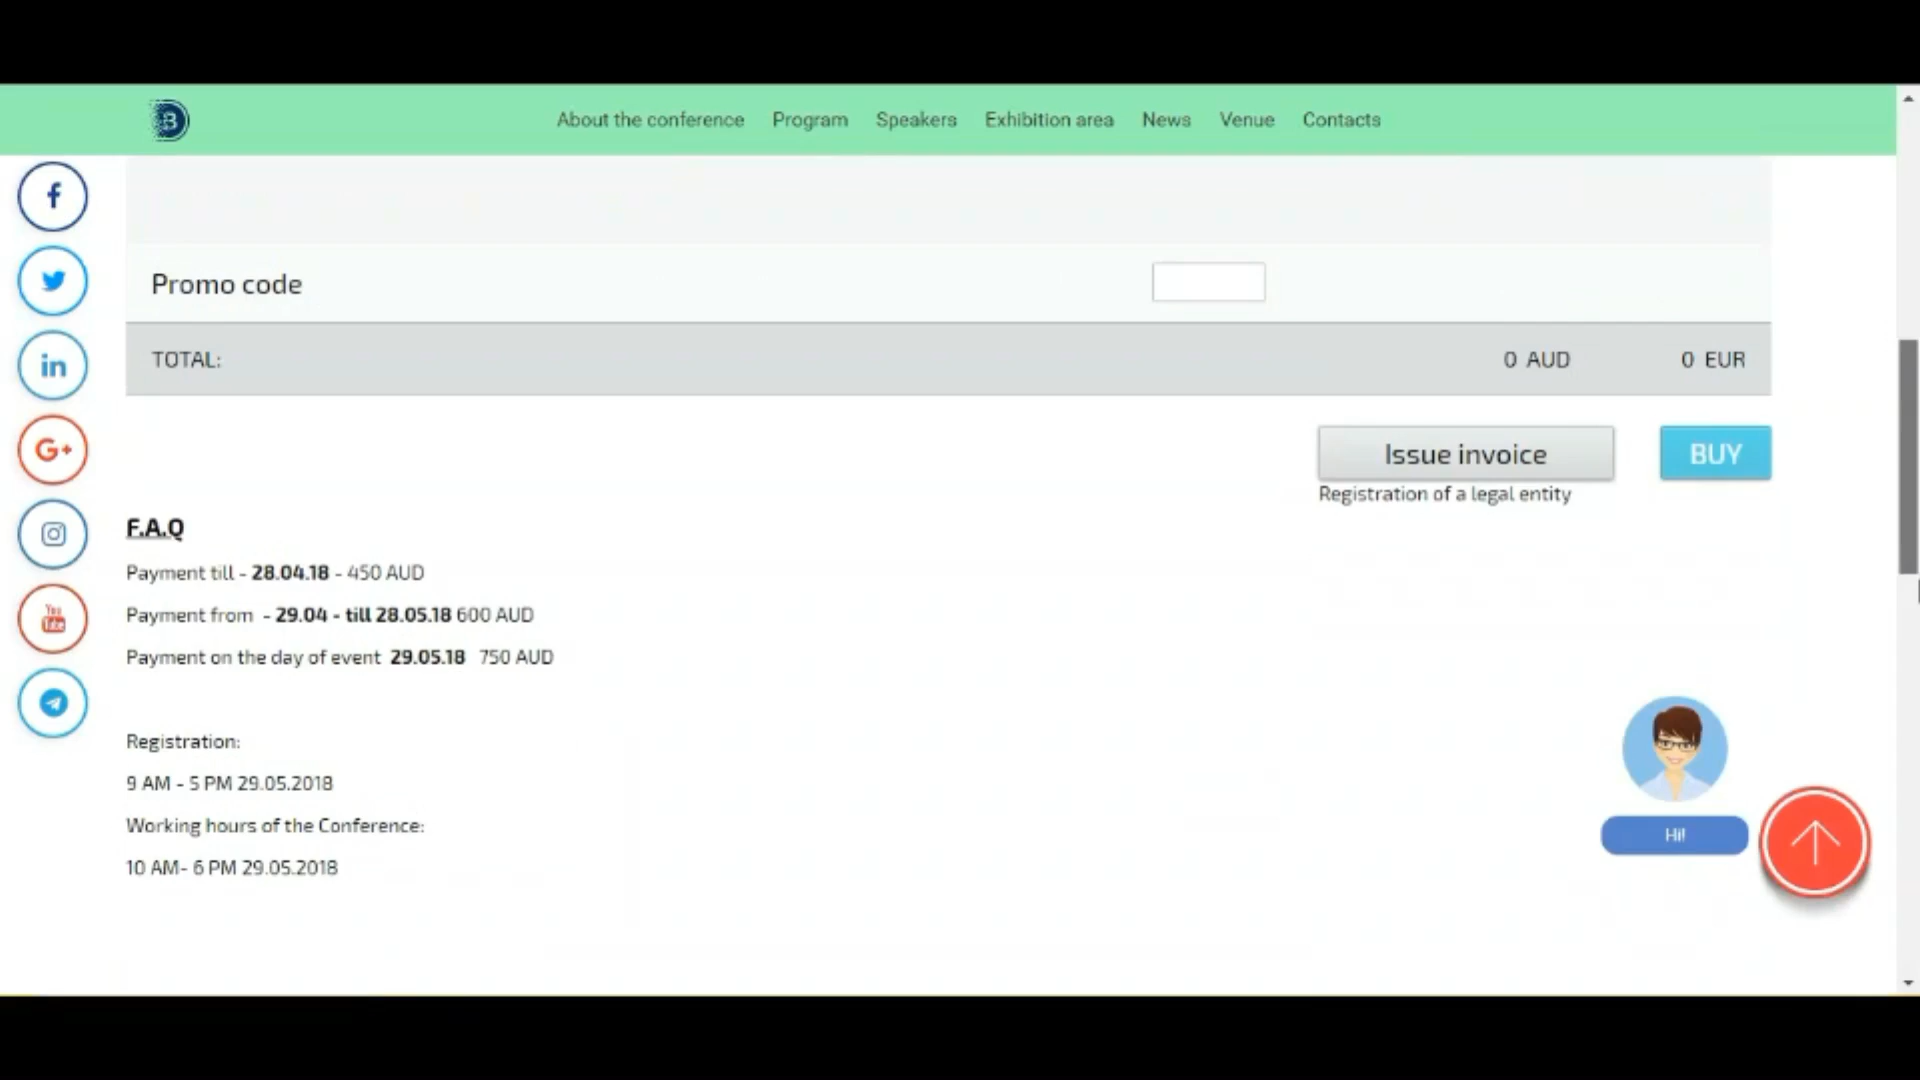 B
About the conference Program Speakers Exhibition area News Venue Contacts
f
Promo code
TOTAL: 0 AUD 0 EUR
in
Issue invoice BUY
G+
Registration of a legal entity
F.A.Q
Payment till - 28.04.18 - 450 AUD
Payment from - 29.04 - till 28.05.18 600 AUD
You
Tube
Payment on the day of event 29.05.18 750 AUD
Registration:
9 AM - 5 PM 29.05.2018
Working hours of the Conference:
Hi!
10 AM- 6 PM 29.05.2018